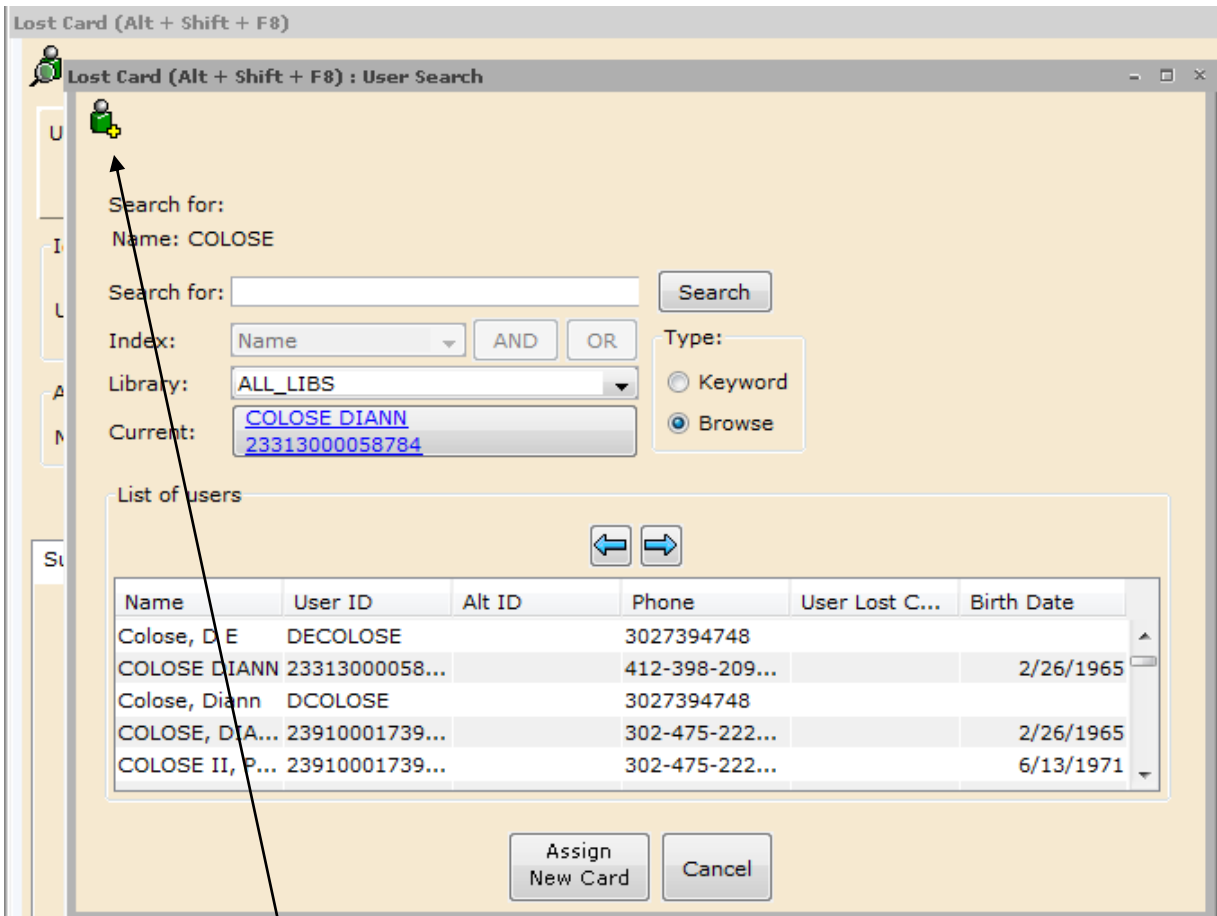 Lost Card (Alt + Shift + F8)
Lost Card (Alt + Shift + F8) : User Search
U
Search for:
Name: COLOSE
Search for: Search
Index: Name AND OR Type:
Library: ALL_LIBS Keyword
Current: COLOSE DIANN
23313000058784 Browse
List of users
Name User ID Alt ID Phone User Lost C... Birth Date
Colose, D E DECOLOSE 3027394748
COLOSE DIANN 23313000058... 412-398-209... 2/26/1965
Colose, Diann DCOLOSE 3027394748
COLOSE, DIA... 23910001739... 302-475-222... 2/26/1965
COLOSE II, P... 23910001739... 302-475-222... 6/13/1971
Assign
New Card
Cancel